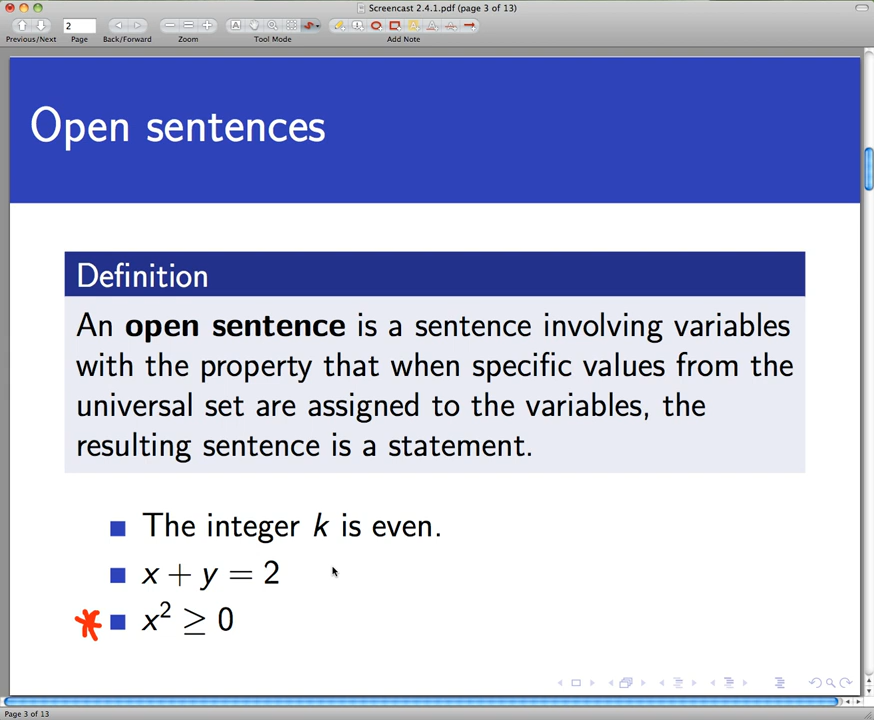 Screencast 2.4.1.pdf (page 3 of 13)
2
Previous/Next Page Back/Forward Zoom Tool Mode Add Note
Open sentences
Definition
An open sentence is a sentence involving variables
with the property that when specific values from the
universal set are assigned to the variables, the
resulting sentence is a statement.
The integer k is even.
x + y = 2
x² ≥ 0
Page 3 of 13